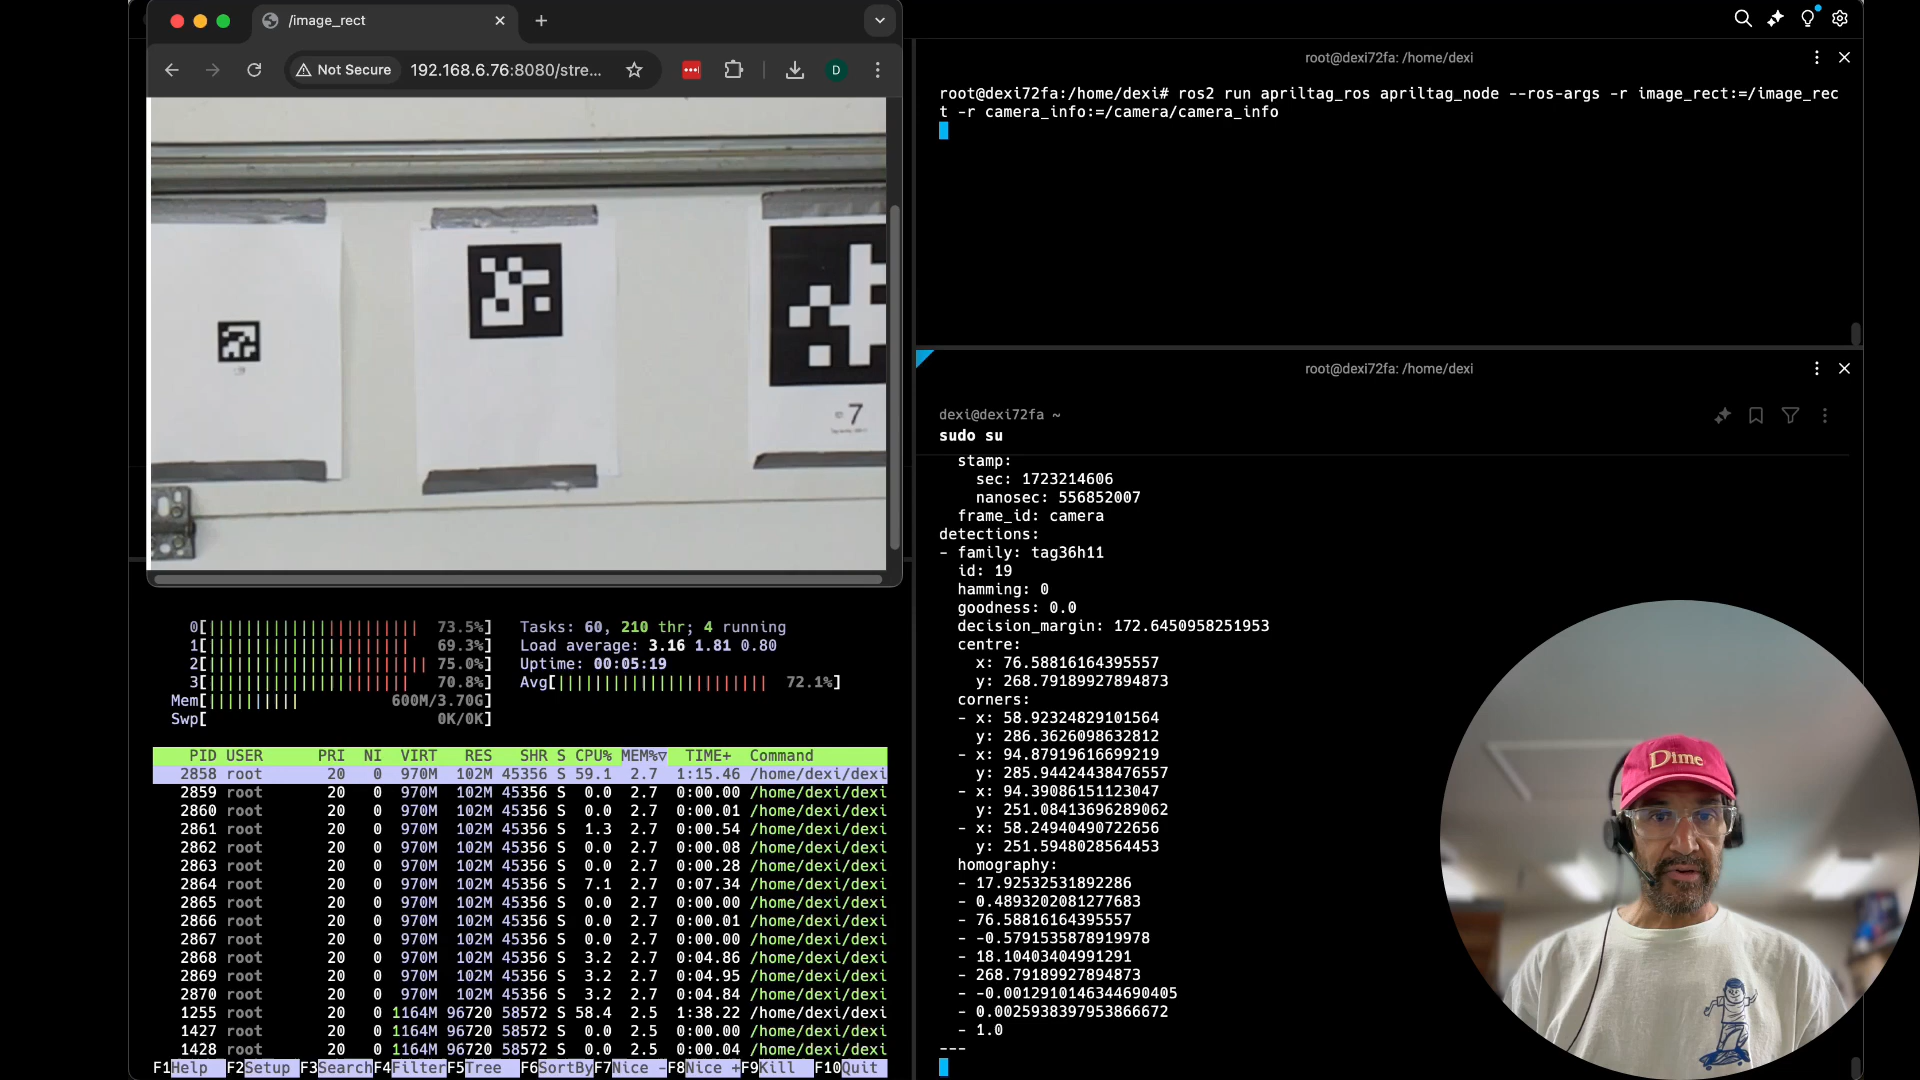 /image_rect
Not Secure
192.168.6.76:8080/stre...
D
7
root@dexi72fa: /home/dexi
root@dexi72fa:/home/dexi# ros2 run apriltag_ros apriltag_node --ros-args -r image_rect:=/image_rec
t -r camera_info:=/camera/camera_info
root@dexi72fa: /home/dexi
dexi@dexi72fa ~
sudo su
stamp:
sec: 1723214606
nanosec: 556852007
frame_id: camera
detections:
- family: tag36h11
id: 19
hamming: 0
goodness: 0.0
decision_margin: 172.6450958251953
centre:
x: 76.58816164395557
y: 268.79189927894873
corners:
- x: 58.92324829101564
y: 286.3626098632812
- x: 94.87919616699219
y: 285.94424438476557
- x: 94.39086151123047
y: 251.08413696289062
- x: 58.24940490722656
y: 251.5948028564453
homography:
- 17.92532531892286
- 0.4893202081277683
- 76.58816164395557
- -0.5791535878919978
- 18.10403404991291
- 268.79189927894873
- -0.0012910146344690405
- 0.0025938397953866672
- 1.0
---
0[ 73.5%] Tasks: 60, 210 thr; 4 running
1[ 69.3%] Load average: 3.16 1.81 0.80
2[ 75.0%] Uptime: 00:05:19
3[ 70.8%] Avg[ 72.1%]
Mem[ 600M/3.70G]
Swp[ 0K/0K]
PID USER PRI NI VIRT RES SHR S CPU% MEM%▽ TIME+ Command
2858 root 20 0 970M 102M 45356 S 59.1 2.7 1:15.46 /home/dexi/dexi
2859 root 20 0 970M 102M 45356 S 0.0 2.7 0:00.00 /home/dexi/dexi
2860 root 20 0 970M 102M 45356 S 0.0 2.7 0:00.01 /home/dexi/dexi
2861 root 20 0 970M 102M 45356 S 1.3 2.7 0:00.54 /home/dexi/dexi
2862 root 20 0 970M 102M 45356 S 0.0 2.7 0:00.08 /home/dexi/dexi
2863 root 20 0 970M 102M 45356 S 0.0 2.7 0:00.28 /home/dexi/dexi
2864 root 20 0 970M 102M 45356 S 7.1 2.7 0:07.34 /home/dexi/dexi
2865 root 20 0 970M 102M 45356 S 0.0 2.7 0:00.00 /home/dexi/dexi
2866 root 20 0 970M 102M 45356 S 0.0 2.7 0:00.01 /home/dexi/dexi
2867 root 20 0 970M 102M 45356 S 0.0 2.7 0:00.00 /home/dexi/dexi
2868 root 20 0 970M 102M 45356 S 3.2 2.7 0:04.86 /home/dexi/dexi
2869 root 20 0 970M 102M 45356 S 3.2 2.7 0:04.95 /home/dexi/dexi
2870 root 20 0 970M 102M 45356 S 3.2 2.7 0:04.84 /home/dexi/dexi
1255 root 20 0 1164M 96720 58572 S 58.4 2.5 1:38.22 /home/dexi/dexi
1427 root 20 0 1164M 96720 58572 S 0.0 2.5 0:00.00 /home/dexi/dexi
1428 root 20 0 1164M 96720 58572 S 0.0 2.5 0:00.04 /home/dexi/dexi
F1Help F2Setup F3SearchF4FilterF5Tree F6SortByF7Nice -F8Nice +F9Kill F10Quit
Dime